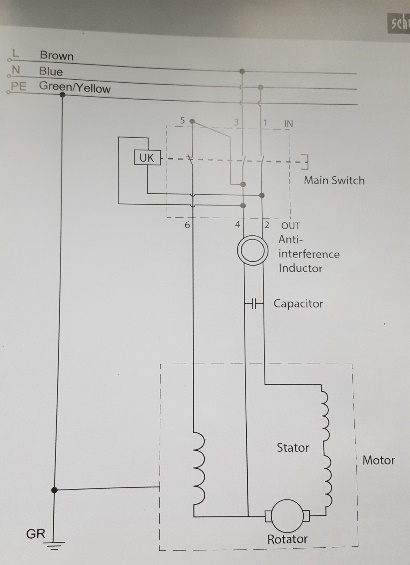 L Brown
N Blue
PE Green/Yellow
5 3 1 IN
UK
Main Switch
6 4 2 OUT
Anti-
interference
Inductor
Capacitor
Stator
Motor
GR
Rotator